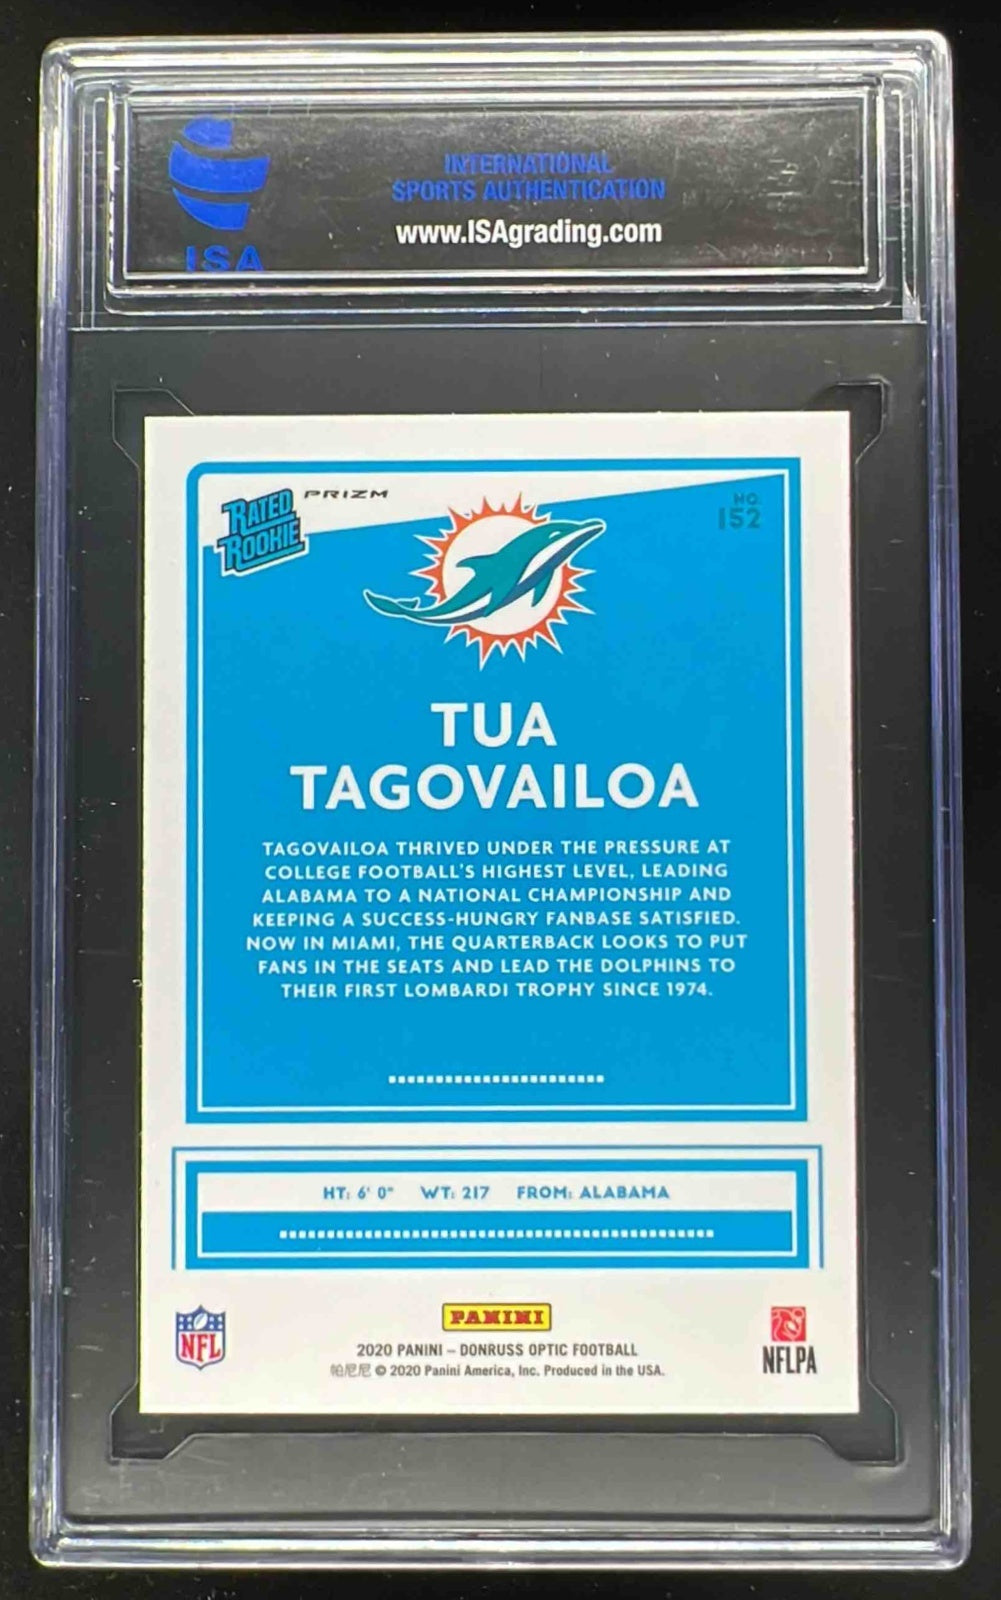 INTERNATIONAL
SPORTS AUTHENTICATION
www.ISAgrading.com
ISA
RATED
ROOKIE
PRIZM
NO.
152
TUA
TAGOVAILOA
TAGOVAILOA THRIVED UNDER THE PRESSURE AT
COLLEGE FOOTBALL'S HIGHEST LEVEL, LEADING
ALABAMA TO A NATIONAL CHAMPIONSHIP AND
KEEPING A SUCCESS-HUNGRY FANBASE SATISFIED.
NOW IN MIAMI, THE QUARTERBACK LOOKS TO PUT
FANS IN THE SEATS AND LEAD THE DOLPHINS TO
THEIR FIRST LOMBARDI TROPHY SINCE 1974.
HT: 6' 0" WT: 217 FROM: ALABAMA
NFL
PANINI
2020 PANINI – DONRUSS OPTIC FOOTBALL
帕尼尼 © 2020 Panini America, Inc. Produced in the USA.
NFLPA